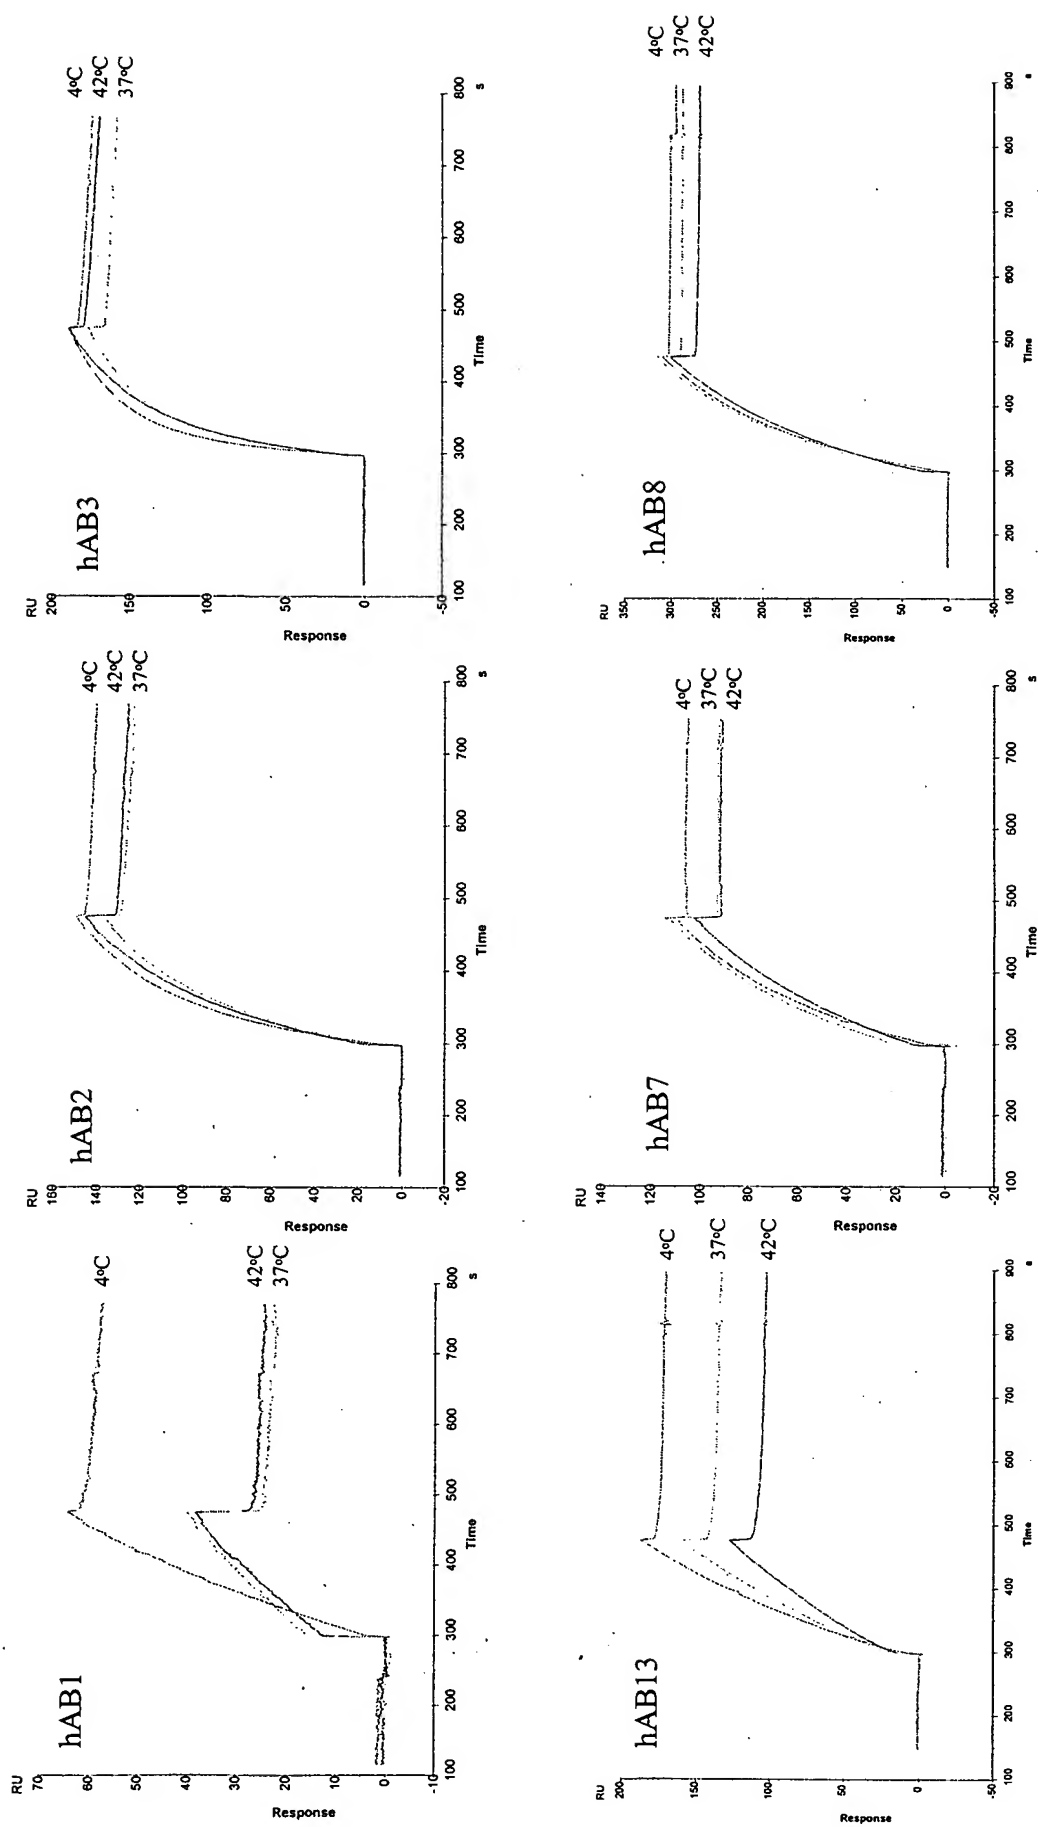 hAB1
RU
70
60
50
40
30
20
10
0
-10
Response
100
200
300
400
500
600
700
800
Time
s
4ºC
42ºC
37ºC
hAB2
RU
160
140
120
100
80
60
40
20
0
-20
Response
100
200
300
400
500
600
700
800
Time
s
4ºC
42ºC
37ºC
hAB3
RU
200
150
100
50
0
-50
Response
100
200
300
400
500
600
700
800
Time
s
4ºC
42ºC
37ºC
hAB13
RU
200
150
100
50
0
-50
Response
100
200
300
400
500
600
700
800
900
Time
s
4ºC
37ºC
42ºC
hAB7
RU
140
120
100
80
60
40
20
0
-20
Response
100
200
300
400
500
600
700
800
Time
s
4ºC
37ºC
42ºC
hAB8
RU
350
300
250
200
150
100
50
0
-50
Response
100
200
300
400
500
600
700
800
900
Time
s
4ºC
37ºC
42ºC